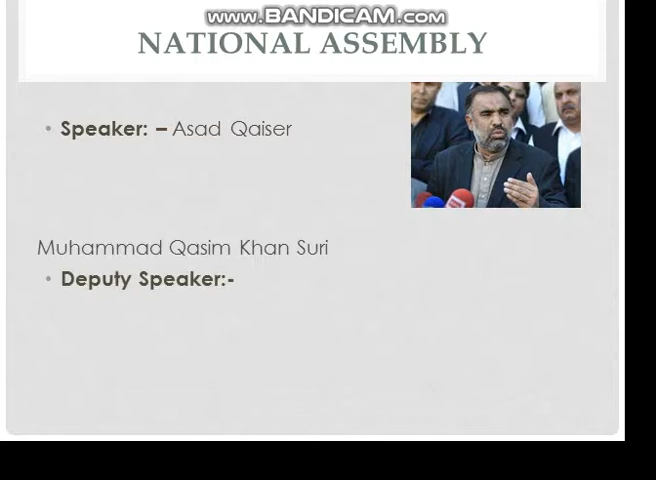 www.BANDICAM.com
NATIONAL ASSEMBLY
• Speaker: – Asad Qaiser
Muhammad Qasim Khan Suri
• Deputy Speaker:-